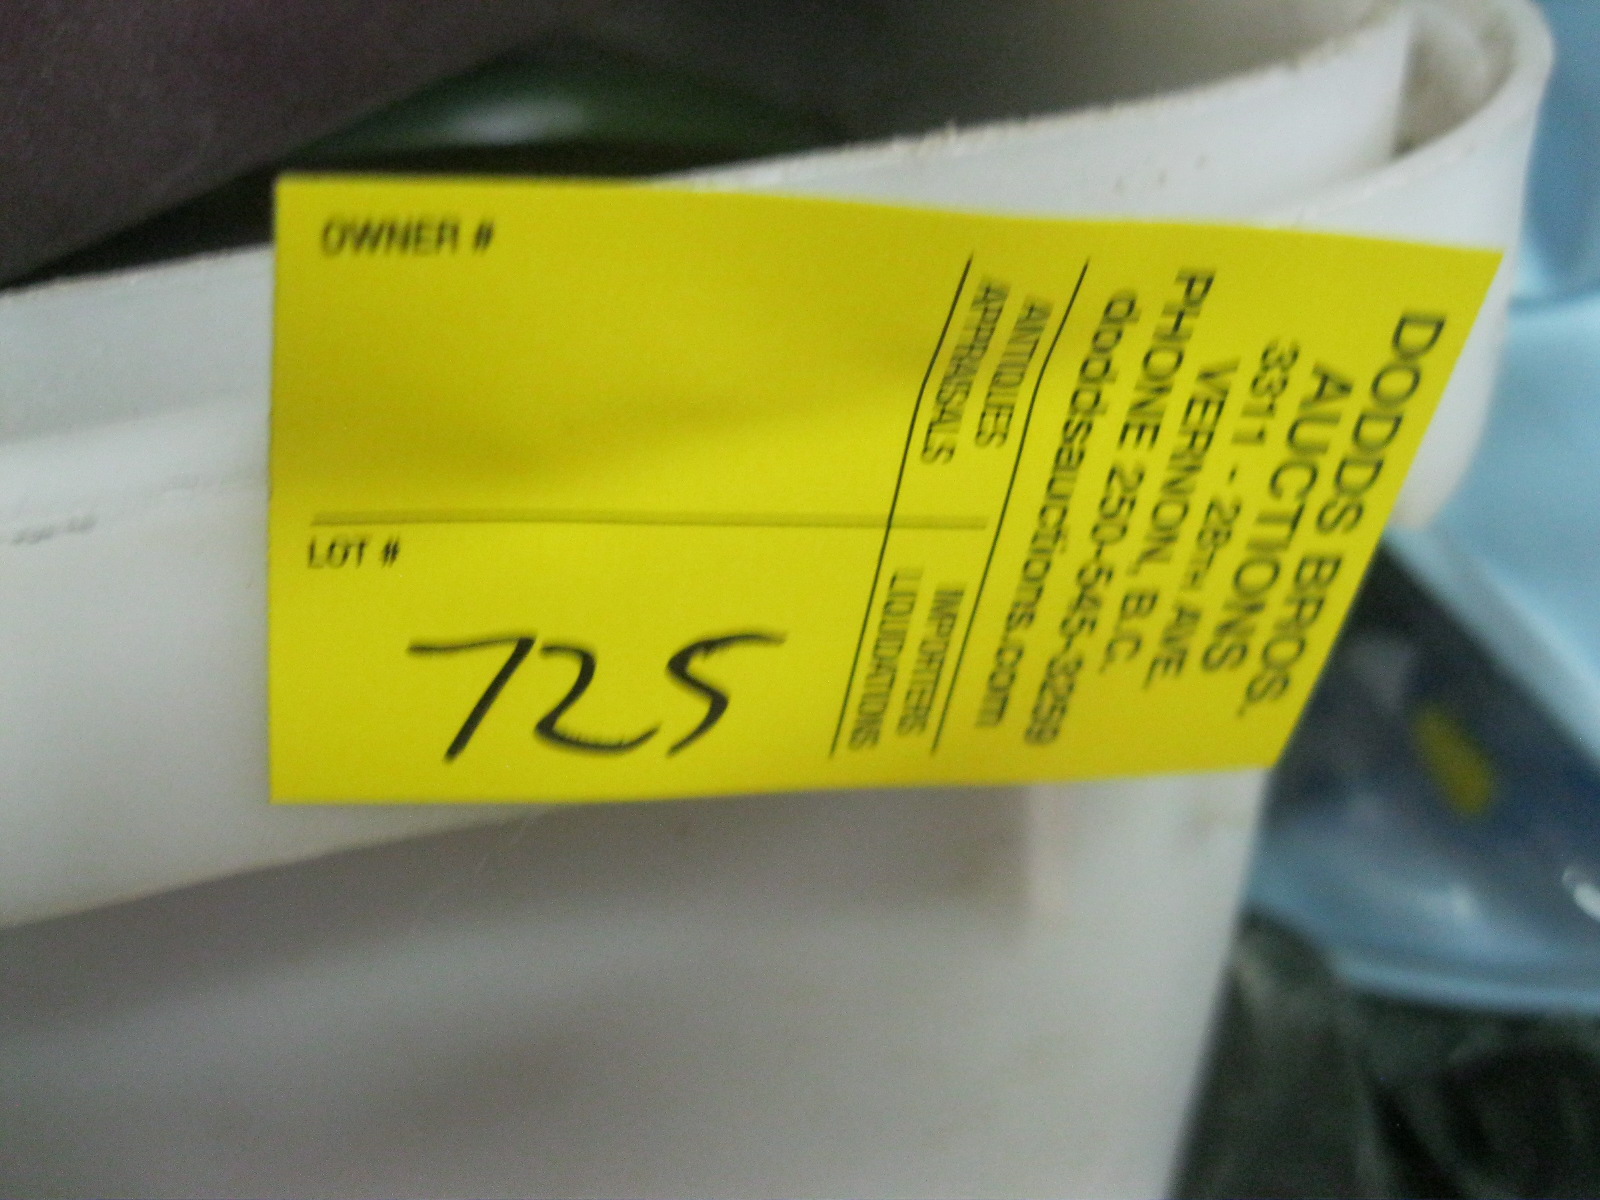 OWNER #
LOT #
725
DODDS BROS.
AUCTIONS
3311 - 28TH AVE.
VERNON, B.C.
PHONE 250-545-3259
doddsauctions.com
ANTIQUES
APPRAISALS
IMPORTERS
LIQUIDATIONS